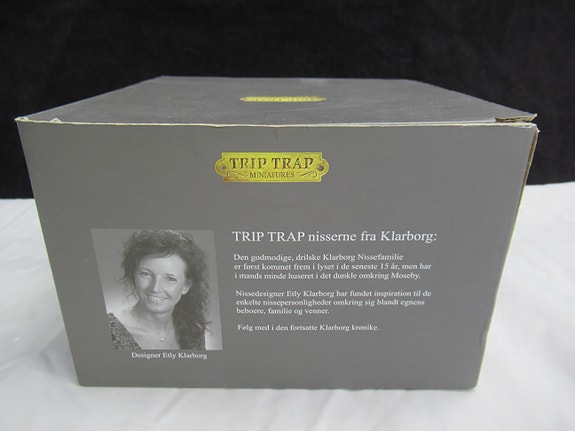 TRIP TRAP
MINIATURES
TRIP TRAP nisserne fra Klarborg:
Den godmodige, drilske Klarborg Nissefamilie
er først kommet frem i lyset i de seneste 15 år, men har
i mands minde huseret i det dunkle omkring Moseby.
Nissedesigner Etly Klarborg har fundet inspiration til de
enkelte nissepersonligheder omkring sig blandt egnens
beboere, familie og venner.
Følg med i den fortsatte Klarborg krønike.
Designer Etly Klarborg